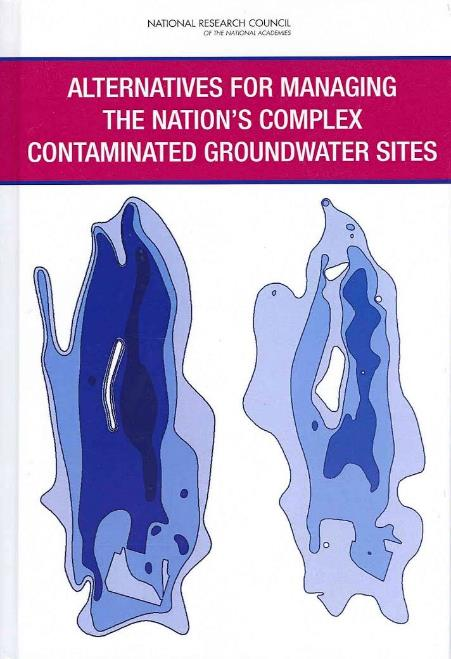 NATIONAL RESEARCH COUNCIL
OF THE NATIONAL ACADEMIES
ALTERNATIVES FOR MANAGING
THE NATION'S COMPLEX
CONTAMINATED GROUNDWATER SITES